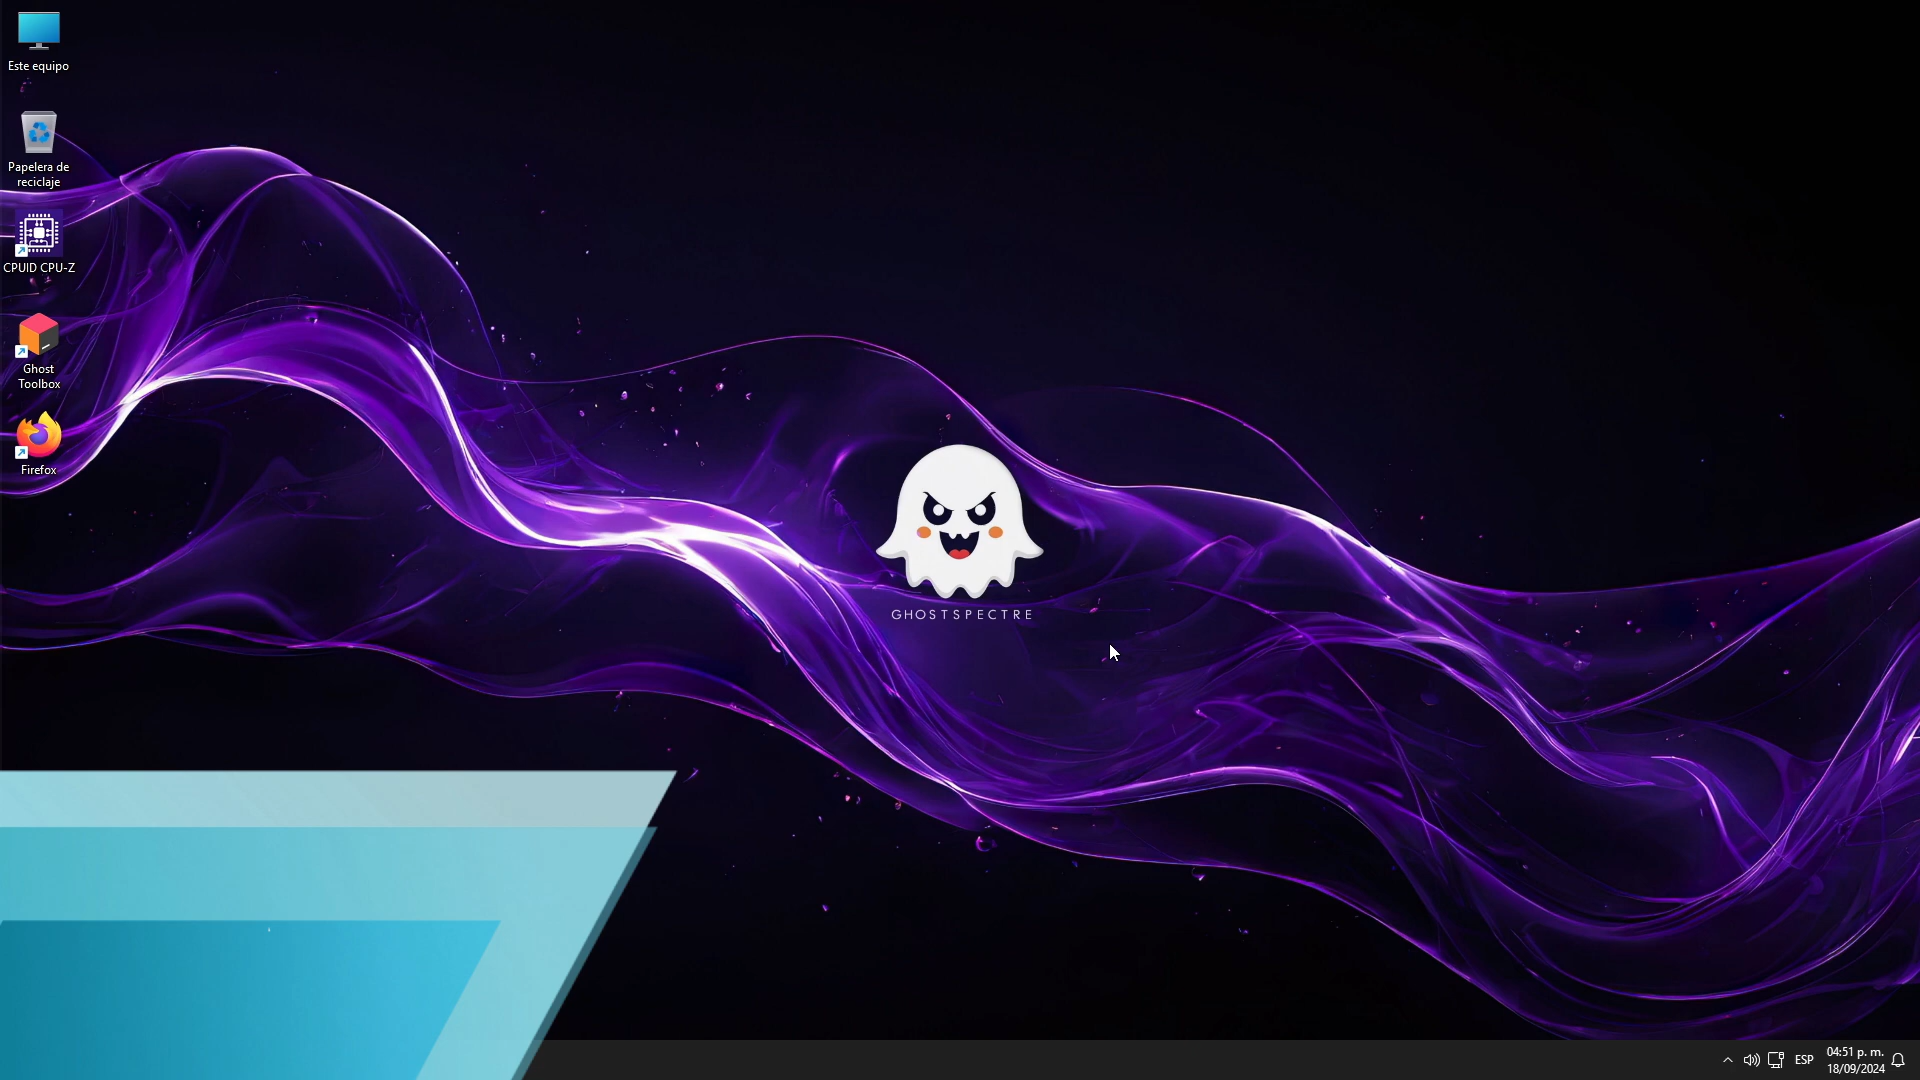 Este equipo
Papelera de
reciclaje
CPUID CPU-Z
Ghost
Toolbox
Firefox
GHOSTSPECTRE
ESP
04:51 p. m.
18/09/2024